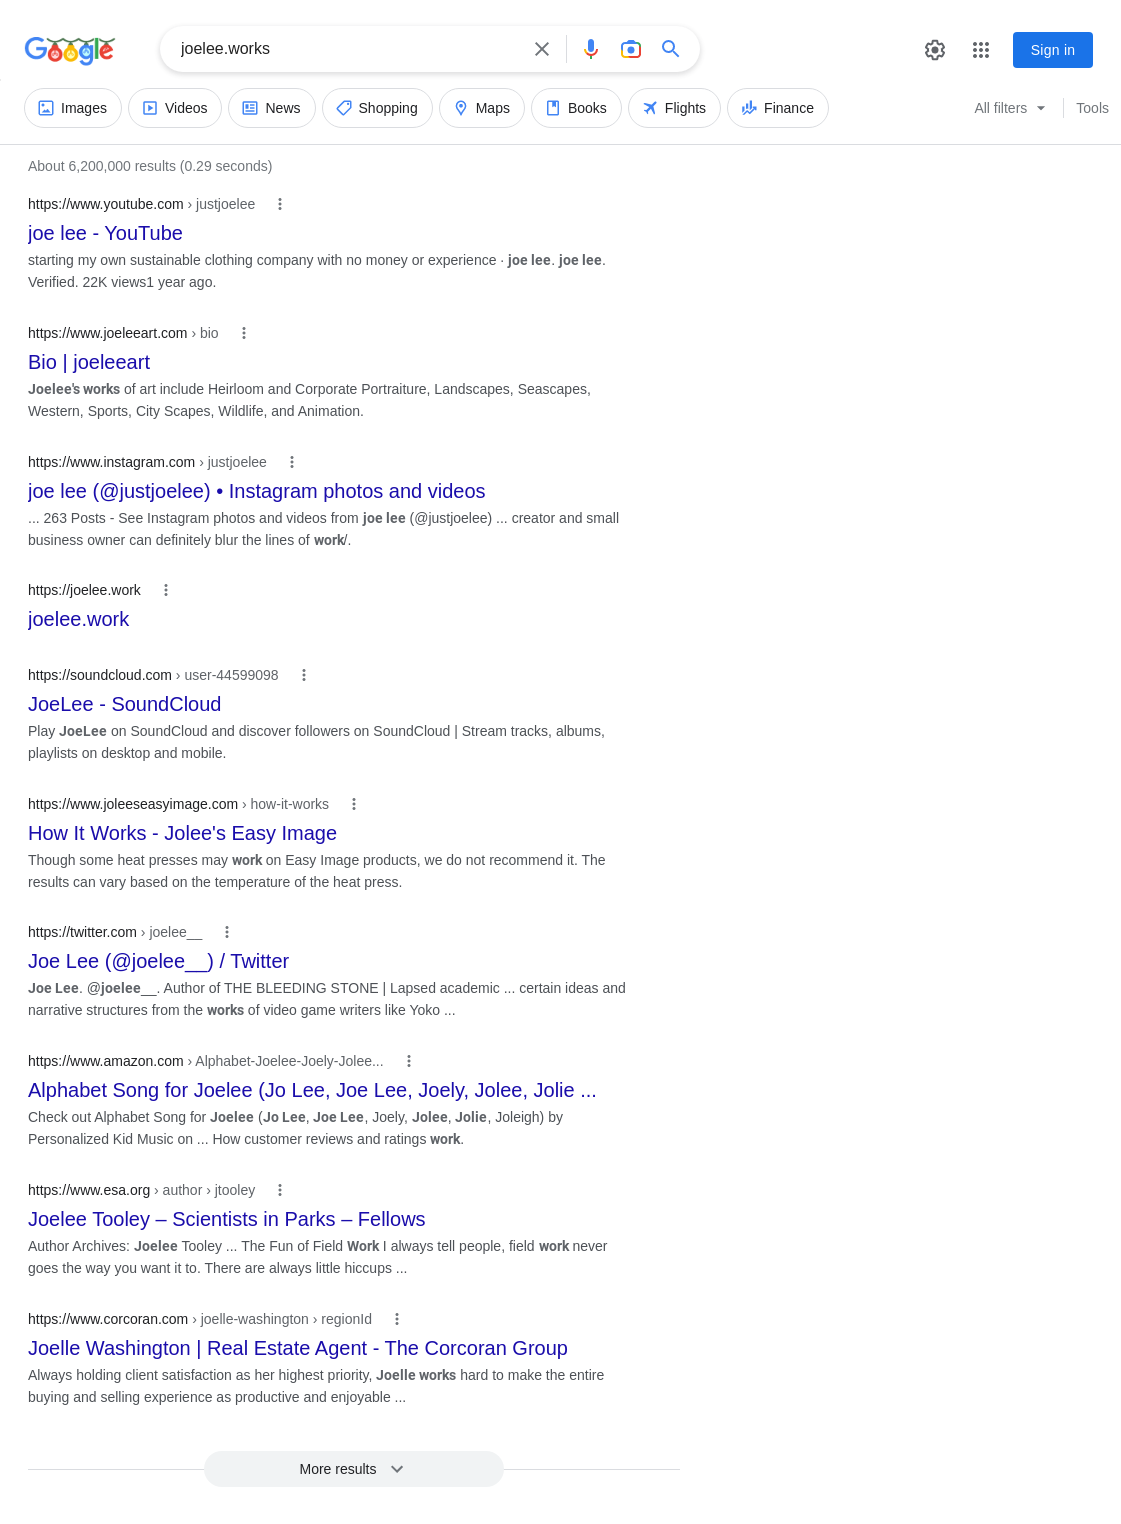 Google
joelee.works
Sign in
Images
Videos
News
Shopping
Maps
Books
Flights
Finance
All filters
Tools
About 6,200,000 results (0.29 seconds)
https://www.youtube.com › justjoelee
joe lee - YouTube
starting my own sustainable clothing company with no money or experience · joe lee. joe lee.
Verified. 22K views1 year ago.
https://www.joeleeart.com › bio
Bio | joeleeart
Joelee's works of art include Heirloom and Corporate Portraiture, Landscapes, Seascapes,
Western, Sports, City Scapes, Wildlife, and Animation.
https://www.instagram.com › justjoelee
joe lee (@justjoelee) • Instagram photos and videos
... 263 Posts - See Instagram photos and videos from joe lee (@justjoelee) ... creator and small
business owner can definitely blur the lines of work/.
https://joelee.work
joelee.work
https://soundcloud.com › user-44599098
JoeLee - SoundCloud
Play JoeLee on SoundCloud and discover followers on SoundCloud | Stream tracks, albums,
playlists on desktop and mobile.
https://www.joleeseasyimage.com › how-it-works
How It Works - Jolee's Easy Image
Though some heat presses may work on Easy Image products, we do not recommend it. The
results can vary based on the temperature of the heat press.
https://twitter.com › joelee__
Joe Lee (@joelee__) / Twitter
Joe Lee. @joelee__. Author of THE BLEEDING STONE | Lapsed academic ... certain ideas and
narrative structures from the works of video game writers like Yoko ...
https://www.amazon.com › Alphabet-Joelee-Joely-Jolee...
Alphabet Song for Joelee (Jo Lee, Joe Lee, Joely, Jolee, Jolie ...
Check out Alphabet Song for Joelee (Jo Lee, Joe Lee, Joely, Jolee, Jolie, Joleigh) by
Personalized Kid Music on ... How customer reviews and ratings work.
https://www.esa.org › author › jtooley
Joelee Tooley – Scientists in Parks – Fellows
Author Archives: Joelee Tooley ... The Fun of Field Work I always tell people, field work never
goes the way you want it to. There are always little hiccups ...
https://www.corcoran.com › joelle-washington › regionId
Joelle Washington | Real Estate Agent - The Corcoran Group
Always holding client satisfaction as her highest priority, Joelle works hard to make the entire
buying and selling experience as productive and enjoyable ...
More results